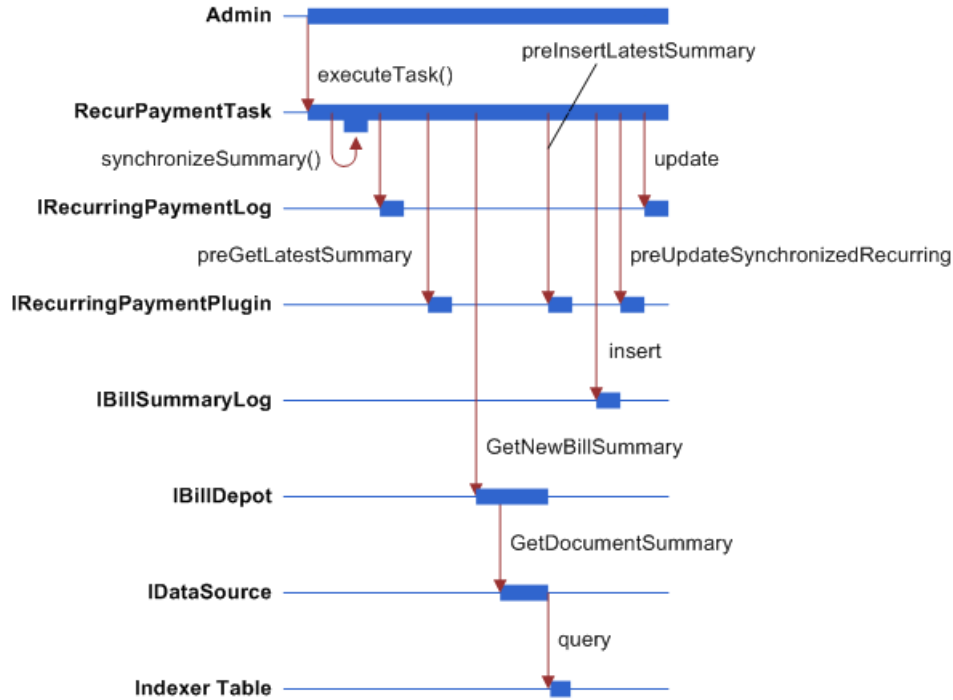 Admin
preInsertLatestSummary
executeTask()
RecurPaymentTask
synchronizeSummary()
update
IRecurringPaymentLog
preGetLatestSummary
preUpdateSynchronizedRecurring
IRecurringPaymentPlugin
insert
IBillSummaryLog
GetNewBillSummary
IBillDepot
GetDocumentSummary
IDataSource
query
Indexer Table